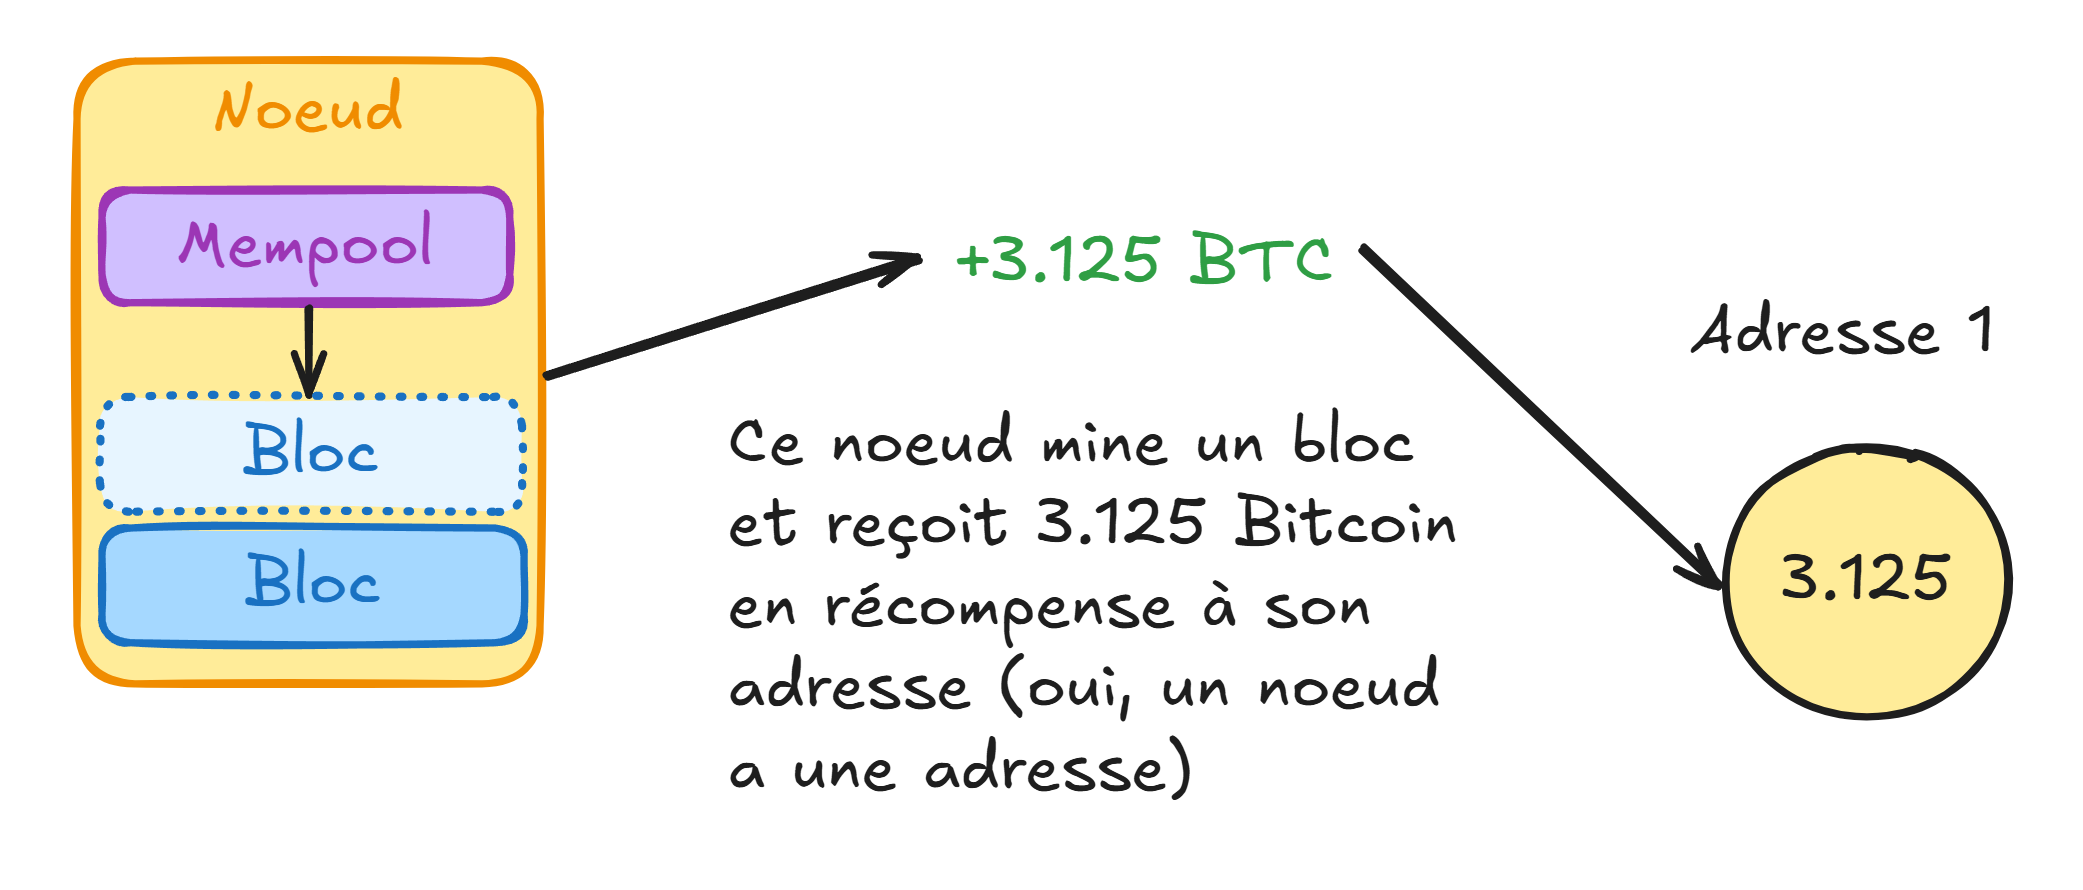 Noeud
Mempool
Bloc
Bloc
+3.125 BTC
Ce noeud mine un bloc
et reçoit 3.125 Bitcoin
en récompense à son
adresse (oui, un noeud
a une adresse)
Adresse 1
3.125